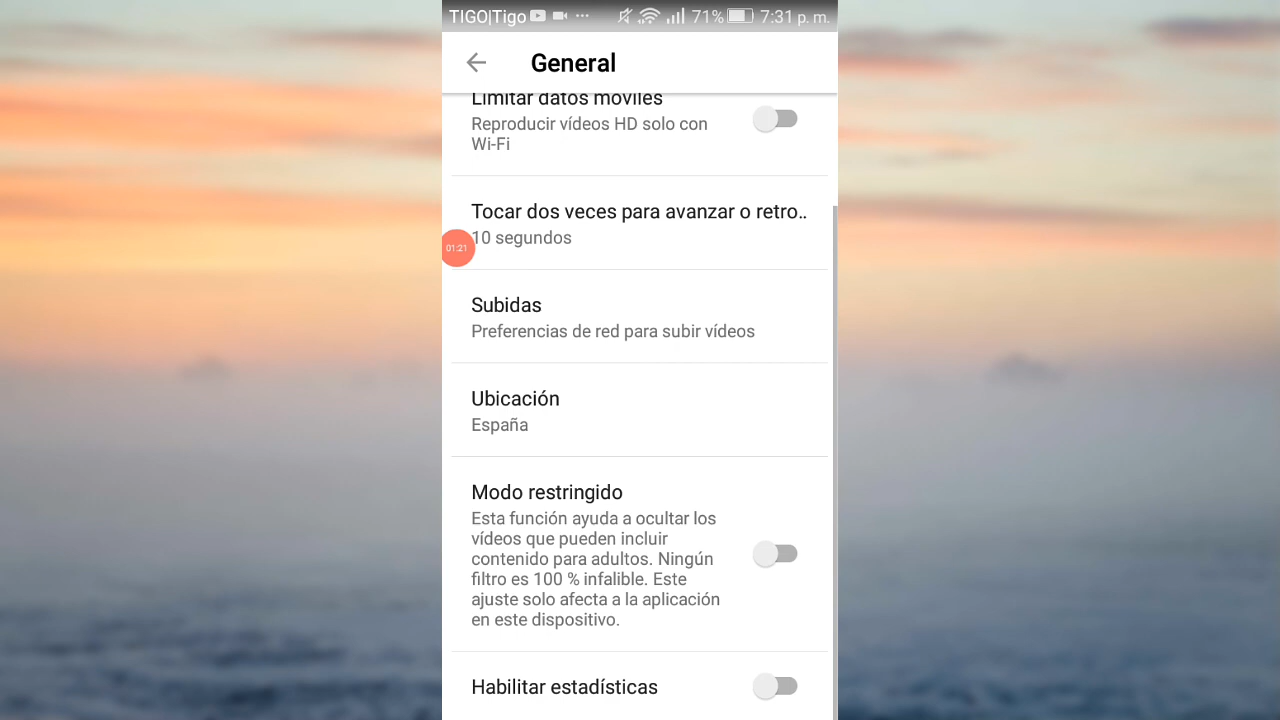 TIGO|Tigo 71% 7:31 p. m.
General
Limitar datos móviles
Reproducir vídeos HD solo con
Wi-Fi
Tocar dos veces para avanzar o retro..
01:21
10 segundos
Subidas
Preferencias de red para subir vídeos
Ubicación
España
Modo restringido
Esta función ayuda a ocultar los
vídeos que pueden incluir
contenido para adultos. Ningún
filtro es 100 % infalible. Este
ajuste solo afecta a la aplicación
en este dispositivo.
Habilitar estadísticas